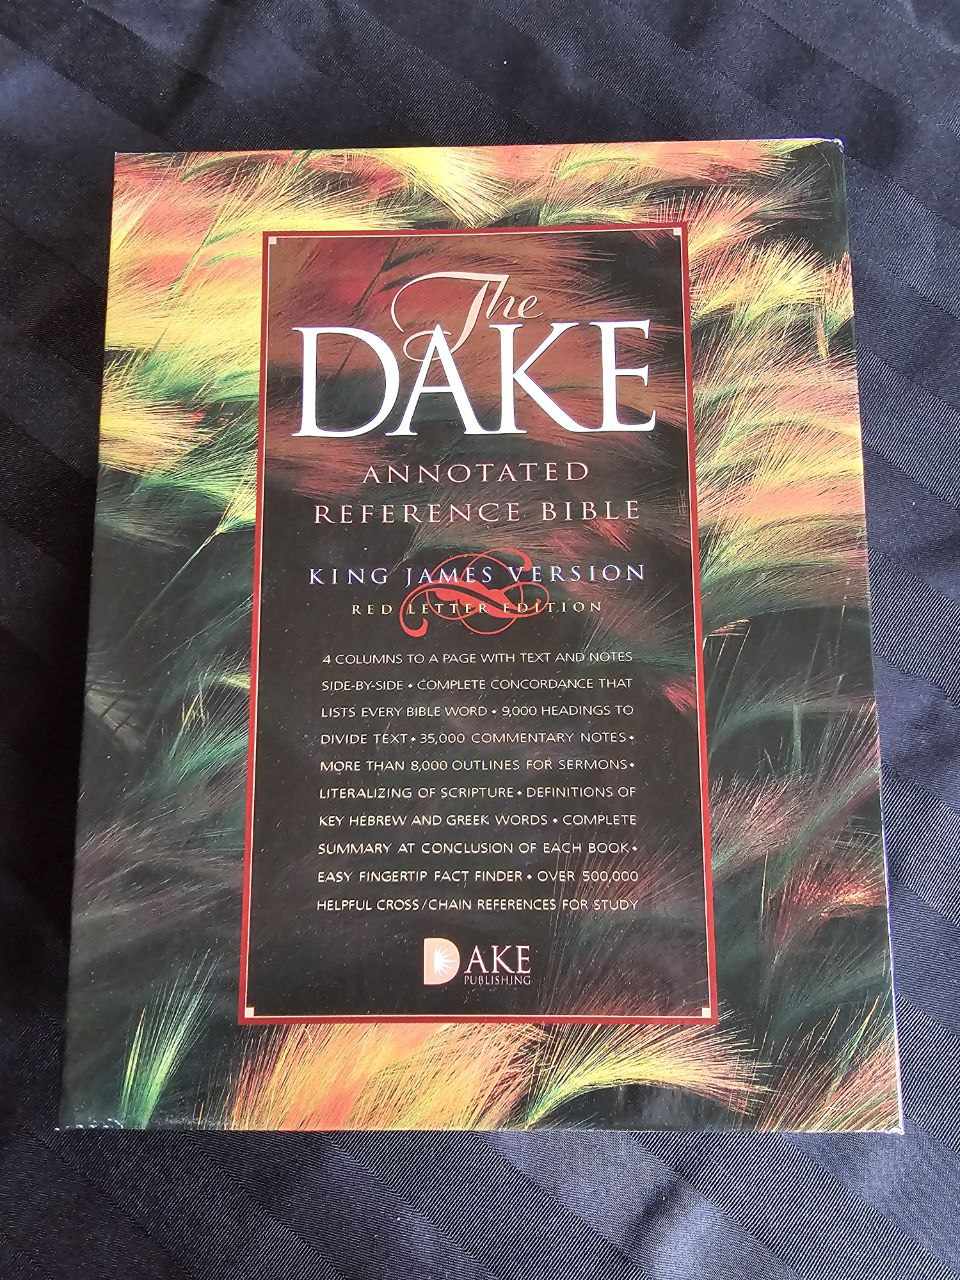 The
DAKE
ANNOTATED
REFERENCE BIBLE
KING JAMES VERSION
RED LETTER EDITION
4 COLUMNS TO A PAGE WITH TEXT AND NOTES
SIDE-BY-SIDE • COMPLETE CONCORDANCE THAT
LISTS EVERY BIBLE WORD • 9,000 HEADINGS TO
DIVIDE TEXT • 35,000 COMMENTARY NOTES •
MORE THAN 8,000 OUTLINES FOR SERMONS •
LITERALIZING OF SCRIPTURE • DEFINITIONS OF
KEY HEBREW AND GREEK WORDS • COMPLETE
SUMMARY AT CONCLUSION OF EACH BOOK •
EASY FINGERTIP FACT FINDER • OVER 500,000
HELPFUL CROSS/CHAIN REFERENCES FOR STUDY
DAKE
PUBLISHING